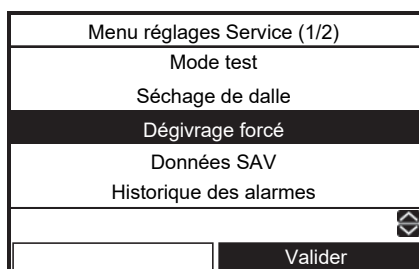 Menu réglages Service (1/2)
Mode test
Séchage de dalle
Dégivrage forcé
Données SAV
Historique des alarmes
Valider